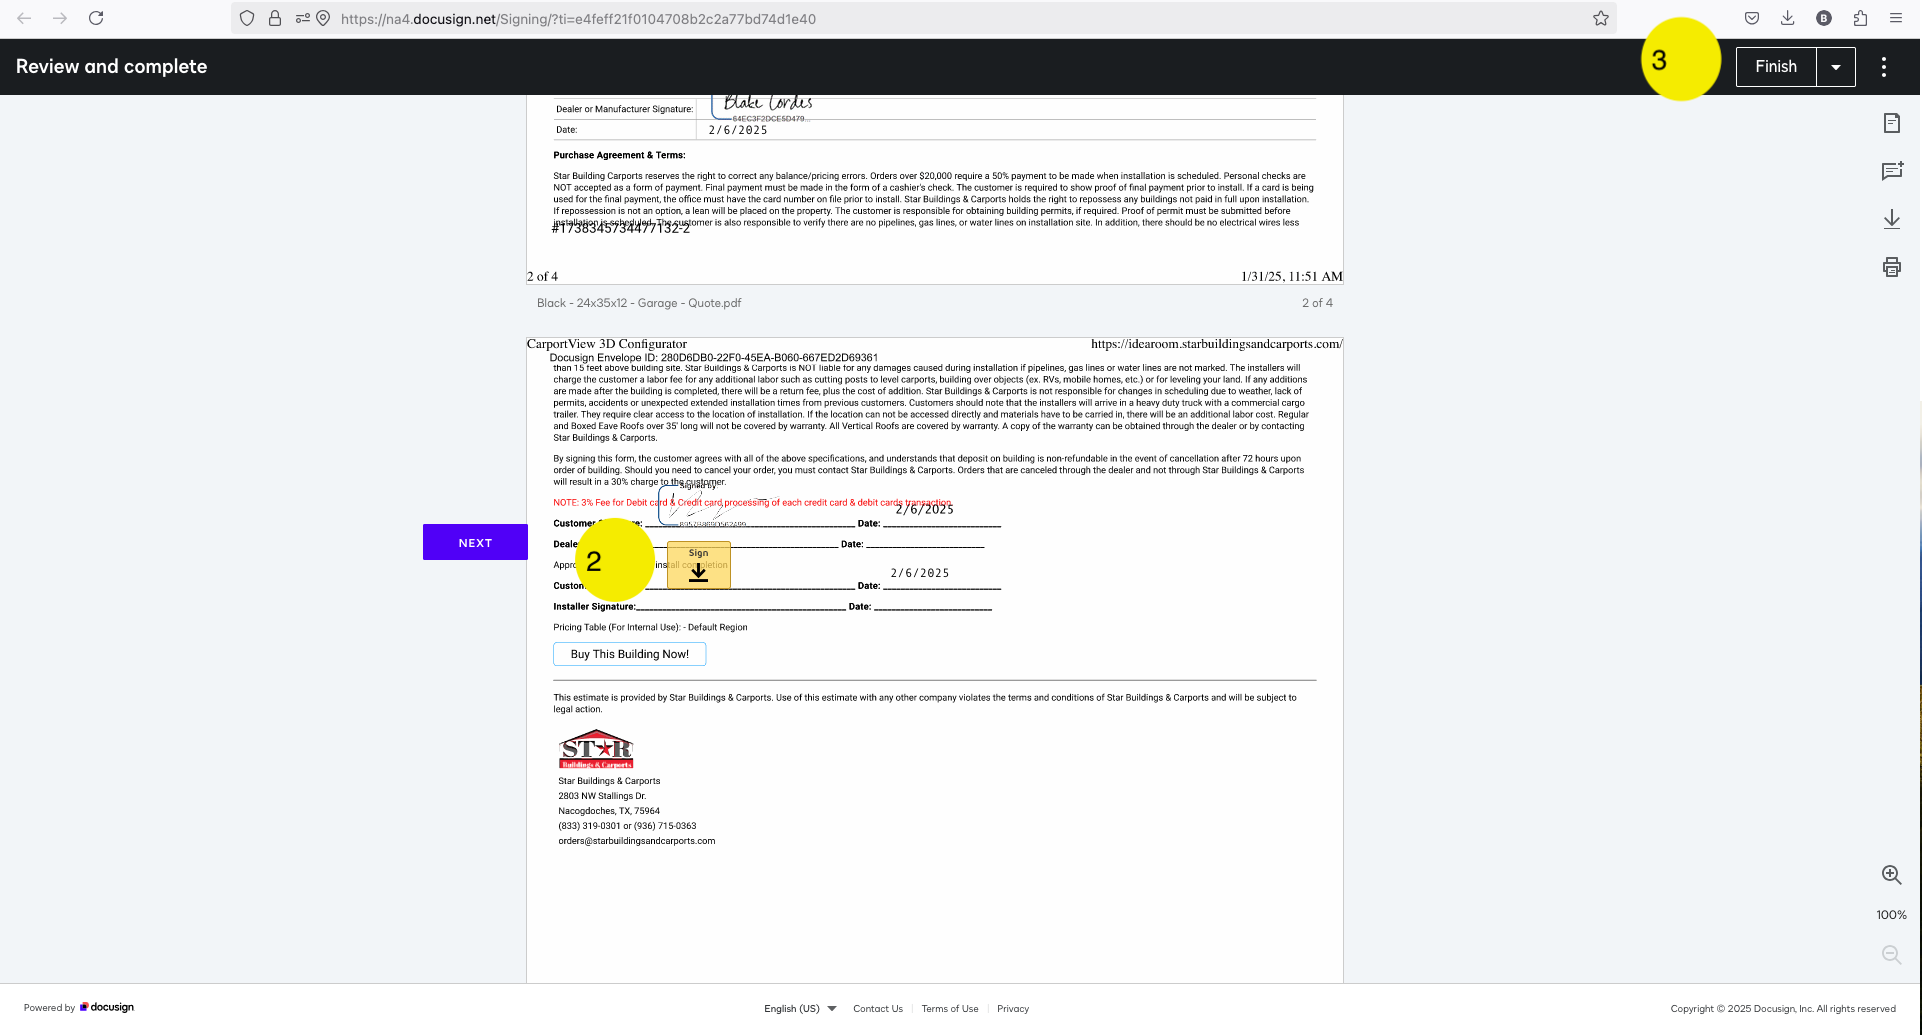 https://na4.docusign.net/Signing/?ti=e4feff21f0104708b2c2a77bd74d1e40
B
Review and complete
3
Finish
Dealer or Manufacturer Signature:
Blake Cordes
64EC3F2DCE5D479...
Date:
2/6/2025
Purchase Agreement & Terms:
Star Building Carports reserves the right to correct any balance/pricing errors. Orders over $20,000 require a 50% payment to be made when installation is scheduled. Personal checks are
NOT accepted as a form of payment. Final payment must be made in the form of a cashier's check. The customer is required to show proof of final payment prior to install. If a card is being
used for the final payment, the office must have the card number on file prior to install. Star Buildings & Carports holds the right to repossess any buildings not paid in full upon installation.
If repossession is not an option, a lean will be placed on the property. The customer is responsible for obtaining building permits, if required. Proof of permit must be submitted before
installation is scheduled. The customer is also responsible to verify there are no pipelines, gas lines, or water lines on installation site. In addition, there should be no electrical wires less
#1738345734477132-2
2 of 4
1/31/25, 11:51 AM
Black - 24x35x12 - Garage - Quote.pdf
2 of 4
CarportView 3D Configurator
https://idearoom.starbuildingsandcarports.com/
Docusign Envelope ID: 280D6DB0-22F0-45EA-B060-667ED2D69361
than 15 feet above building site. Star Buildings & Carports is NOT liable for any damages caused during installation if pipelines, gas lines or water lines are not marked. The installers will
charge the customer a labor fee for any additional labor such as cutting posts to level carports, building over objects (ex. RVs, mobile homes, etc.) or for leveling your land. If any additions
are made after the building is completed, there will be a return fee, plus the cost of addition. Star Buildings & Carports is not responsible for changes in scheduling due to weather, lack of
permits, accidents or unexpected extended installation times from previous customers. Customers should note that the installers will arrive in a heavy duty truck with a commercial cargo
trailer. They require clear access to the location of installation. If the location can not be accessed directly and materials have to be carried in, there will be an additional labor cost. Regular
and Boxed Eave Roofs over 35' long will not be covered by warranty. All Vertical Roofs are covered by warranty. A copy of the warranty can be obtained through the dealer or by contacting
Star Buildings & Carports.
By signing this form, the customer agrees with all of the above specifications, and understands that deposit on building is non-refundable in the event of cancellation after 72 hours upon
order of building. Should you need to cancel your order, you must contact Star Buildings & Carports. Orders that are canceled through the dealer and not through Star Buildings & Carports
will result in a 30% charge to the customer.
Signed by
NOTE: 3% Fee for Debit card & Credit card processing of each credit card & debit cards transaction.
2/6/2025
Customer Date:
NEXT
Date:
2
Sign
install completion
2/6/2025
Date:
Installer Signature: Date:
Pricing Table (For Internal Use): - Default Region
Buy This Building Now!
This estimate is provided by Star Buildings & Carports. Use of this estimate with any other company violates the terms and conditions of Star Buildings & Carports and will be subject to
legal action.
STAR
Buildings & Carports
Star Buildings & Carports
2803 NW Stallings Dr.
Nacogdoches, TX, 75964
(833) 319-0301 or (936) 715-0363
orders@starbuildingsandcarports.com
100%
Powered by docusign
English (US)
Contact Us
Terms of Use
Privacy
Copyright © 2025 Docusign, Inc. All rights reserved